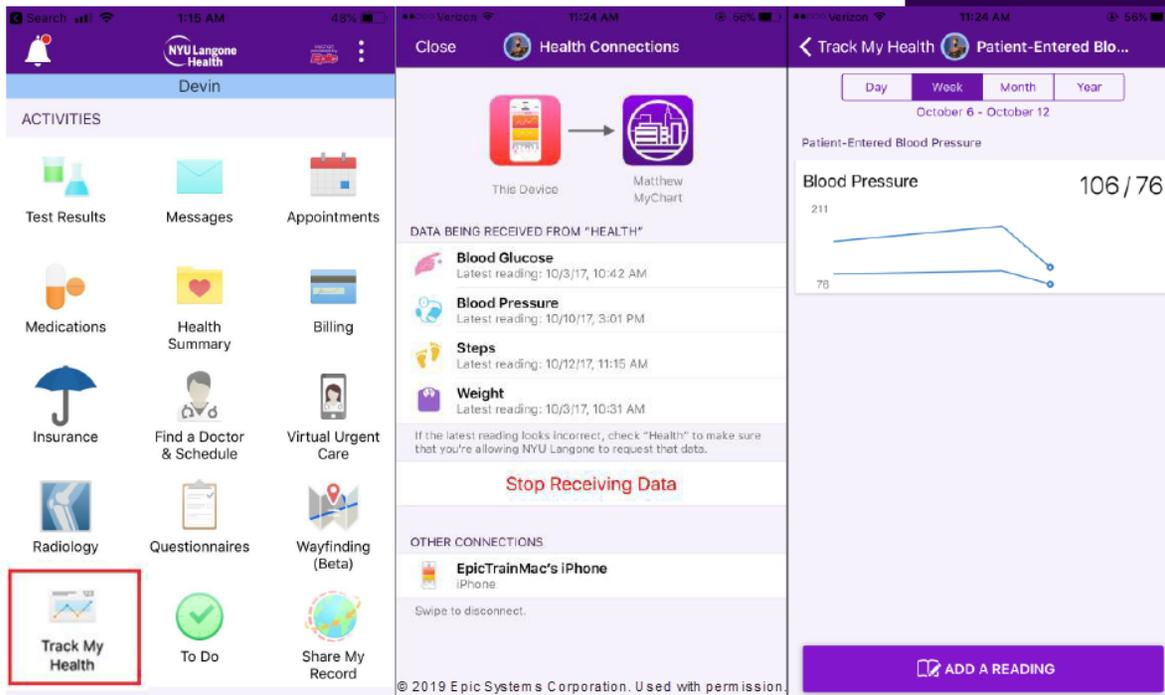 Search 1:15 AM 48%
NYU Langone
Health
MyChart
powered by
Epic
Devin
ACTIVITIES
Test Results Messages Appointments
Medications Health Billing
Summary
Insurance Find a Doctor Virtual Urgent
& Schedule Care
Radiology Questionnaires Wayfinding
(Beta)
Track My To Do Share My
Health Record
Verizon 11:24 AM 56%
Close Health Connections
This Device Matthew
MyChart
DATA BEING RECEIVED FROM "HEALTH"
Blood Glucose
Latest reading: 10/3/17, 10:42 AM
Blood Pressure
Latest reading: 10/10/17, 3:01 PM
Steps
Latest reading: 10/12/17, 11:15 AM
Weight
Latest reading: 10/3/17, 10:31 AM
If the latest reading looks incorrect, check "Health" to make sure
that you're allowing NYU Langone to request that data.
Stop Receiving Data
OTHER CONNECTIONS
EpicTrainMac's iPhone
iPhone
Swipe to disconnect.
© 2019 Epic Systems Corporation. Used with permission.
Verizon 11:24 AM 56%
Track My Health Patient-Entered Blo...
Day Week Month Year
October 6 - October 12
Patient-Entered Blood Pressure
Blood Pressure 106/76
211
76
ADD A READING